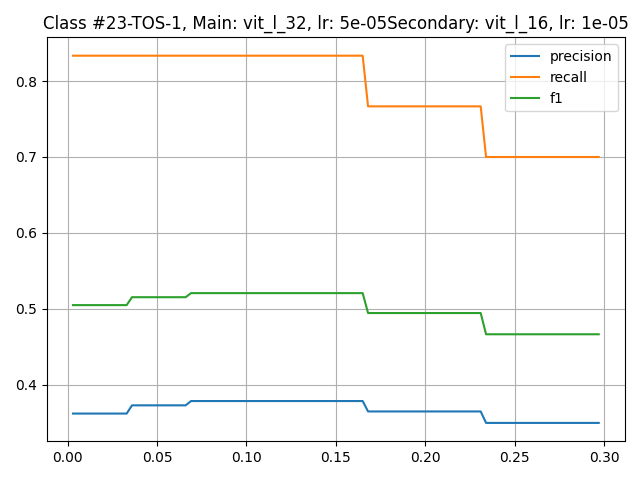 Class #23-TOS-1, Main: vit_l_32, lr: 5e-05Secondary: vit_l_16, lr: 1e-05
precision
recall
f1
0.8
0.7
0.6
0.5
0.4
0.00 0.05 0.10 0.15 0.20 0.25 0.30